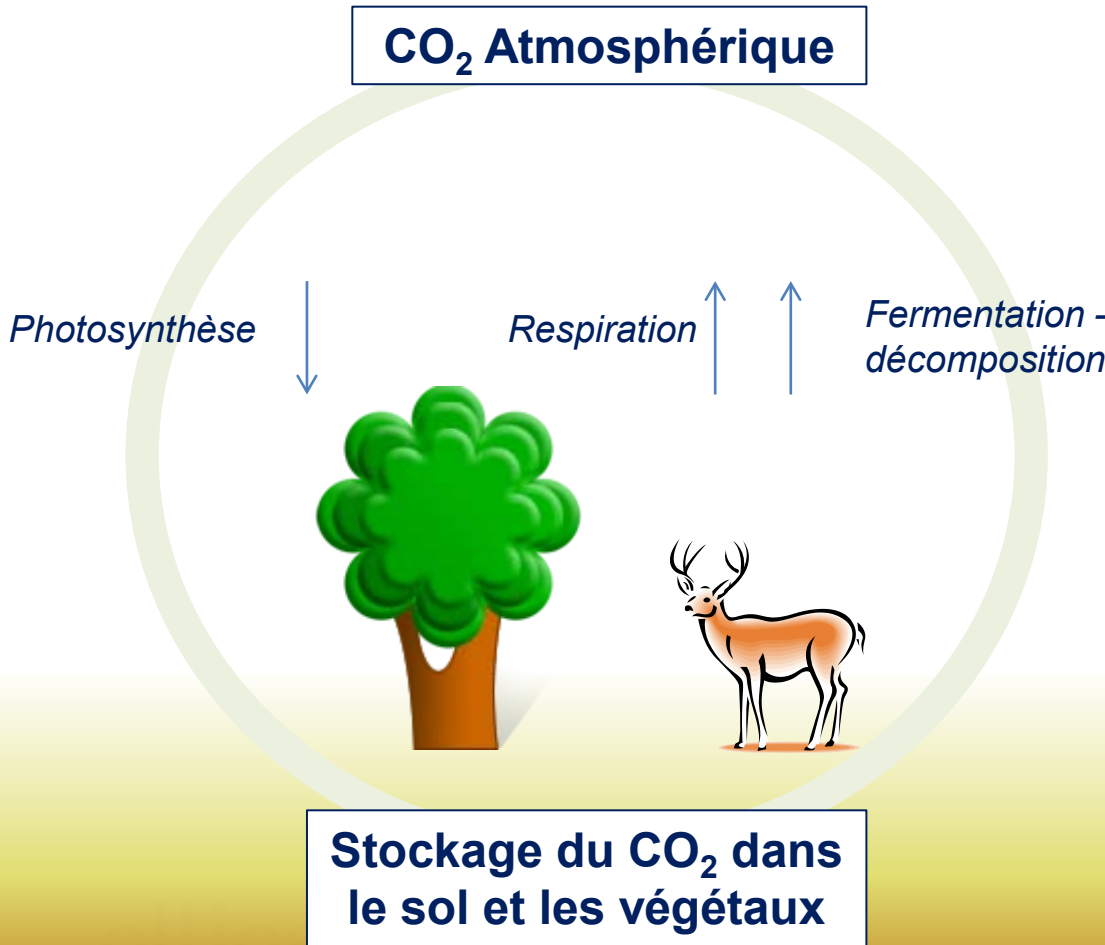 CO₂ Atmosphérique
Photosynthèse
Respiration
Fermentation -
décomposition
Stockage du CO₂ dans
le sol et les végétaux